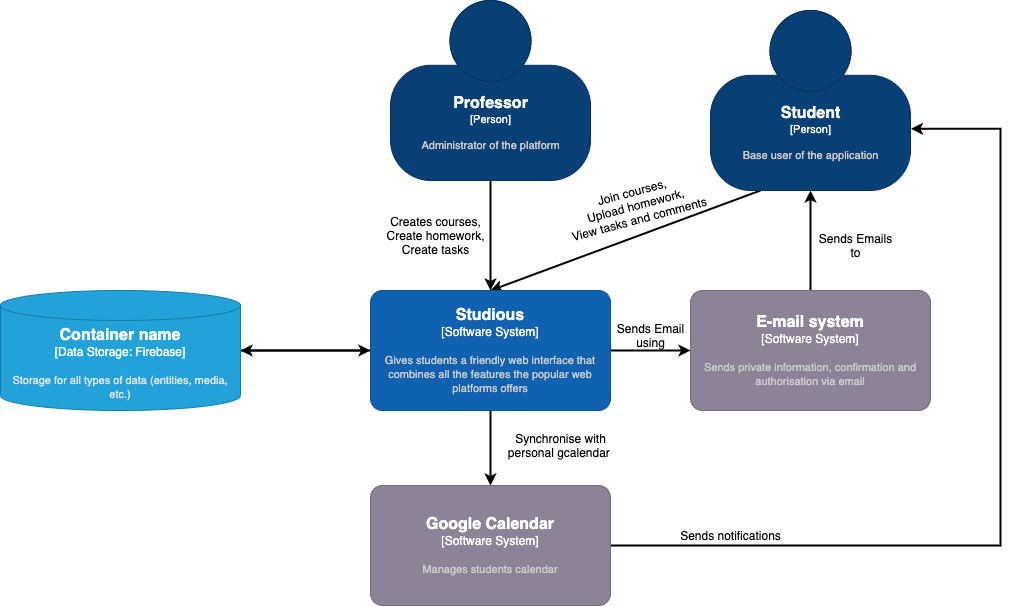 Professor
[Person]
Administrator of the platform
Student
[Person]
Base user of the application
Creates courses,
Create homework,
Create tasks
Join courses,
Upload homework,
View tasks and comments
Sends Emails
to
Container name
[Data Storage: Firebase]
Storage for all types of data (entities, media,
etc.)
Studious
[Software System]
Gives students a friendly web interface that
combines all the features the popular web
platforms offers
Sends Email
using
E-mail system
[Software System]
Sends private information, confirmation and
authorisation via email
Synchronise with
personal gcalendar
Google Calendar
[Software System]
Manages students calendar
Sends notifications